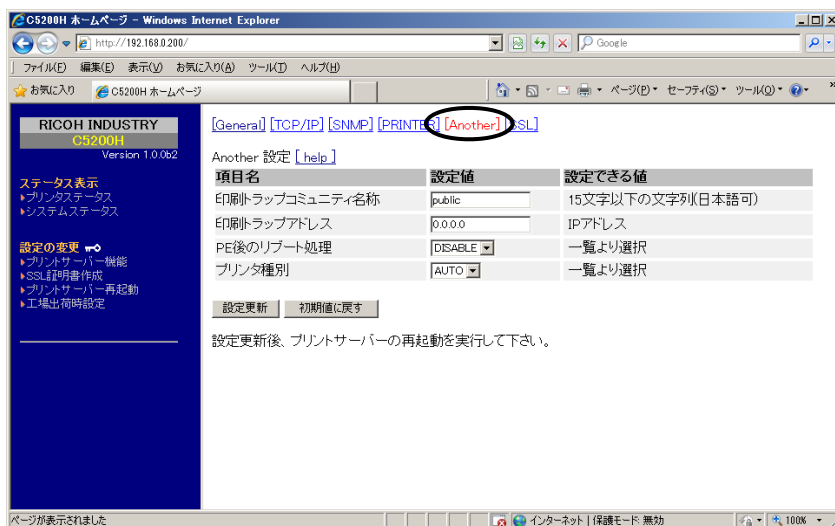 C5200H ホームページ - Windows Internet Explorer
http://192.168.0.200/
Google
ファイル(F) 編集(E) 表示(V) お気に入り(A) ツール(T) ヘルプ(H)
お気に入り C5200H ホームページ ページ(P) セーフティ(S) ツール(O) »
RICOH INDUSTRY
C5200H
Version 1.0.0b2
ステータス表示
プリンタステータス
システムステータス
設定の変更
プリントサーバー機能
SSL証明書作成
プリントサーバー再起動
工場出荷時設定
[General] [TCP/IP] [SNMP] [PRINTER] [Another] [SSL]
Another 設定 [ help ]
項目名 設定値 設定できる値
印刷トラップコミュニティ名称 public 15文字以下の文字列(日本語可)
印刷トラップアドレス 0.0.0.0 IPアドレス
PE後のリブート処理 DISABLE 一覧より選択
プリンタ種別 AUTO 一覧より選択
設定更新 初期値に戻す
設定更新後、プリントサーバーの再起動を実行して下さい。
ページが表示されました インターネット | 保護モード: 無効 100%